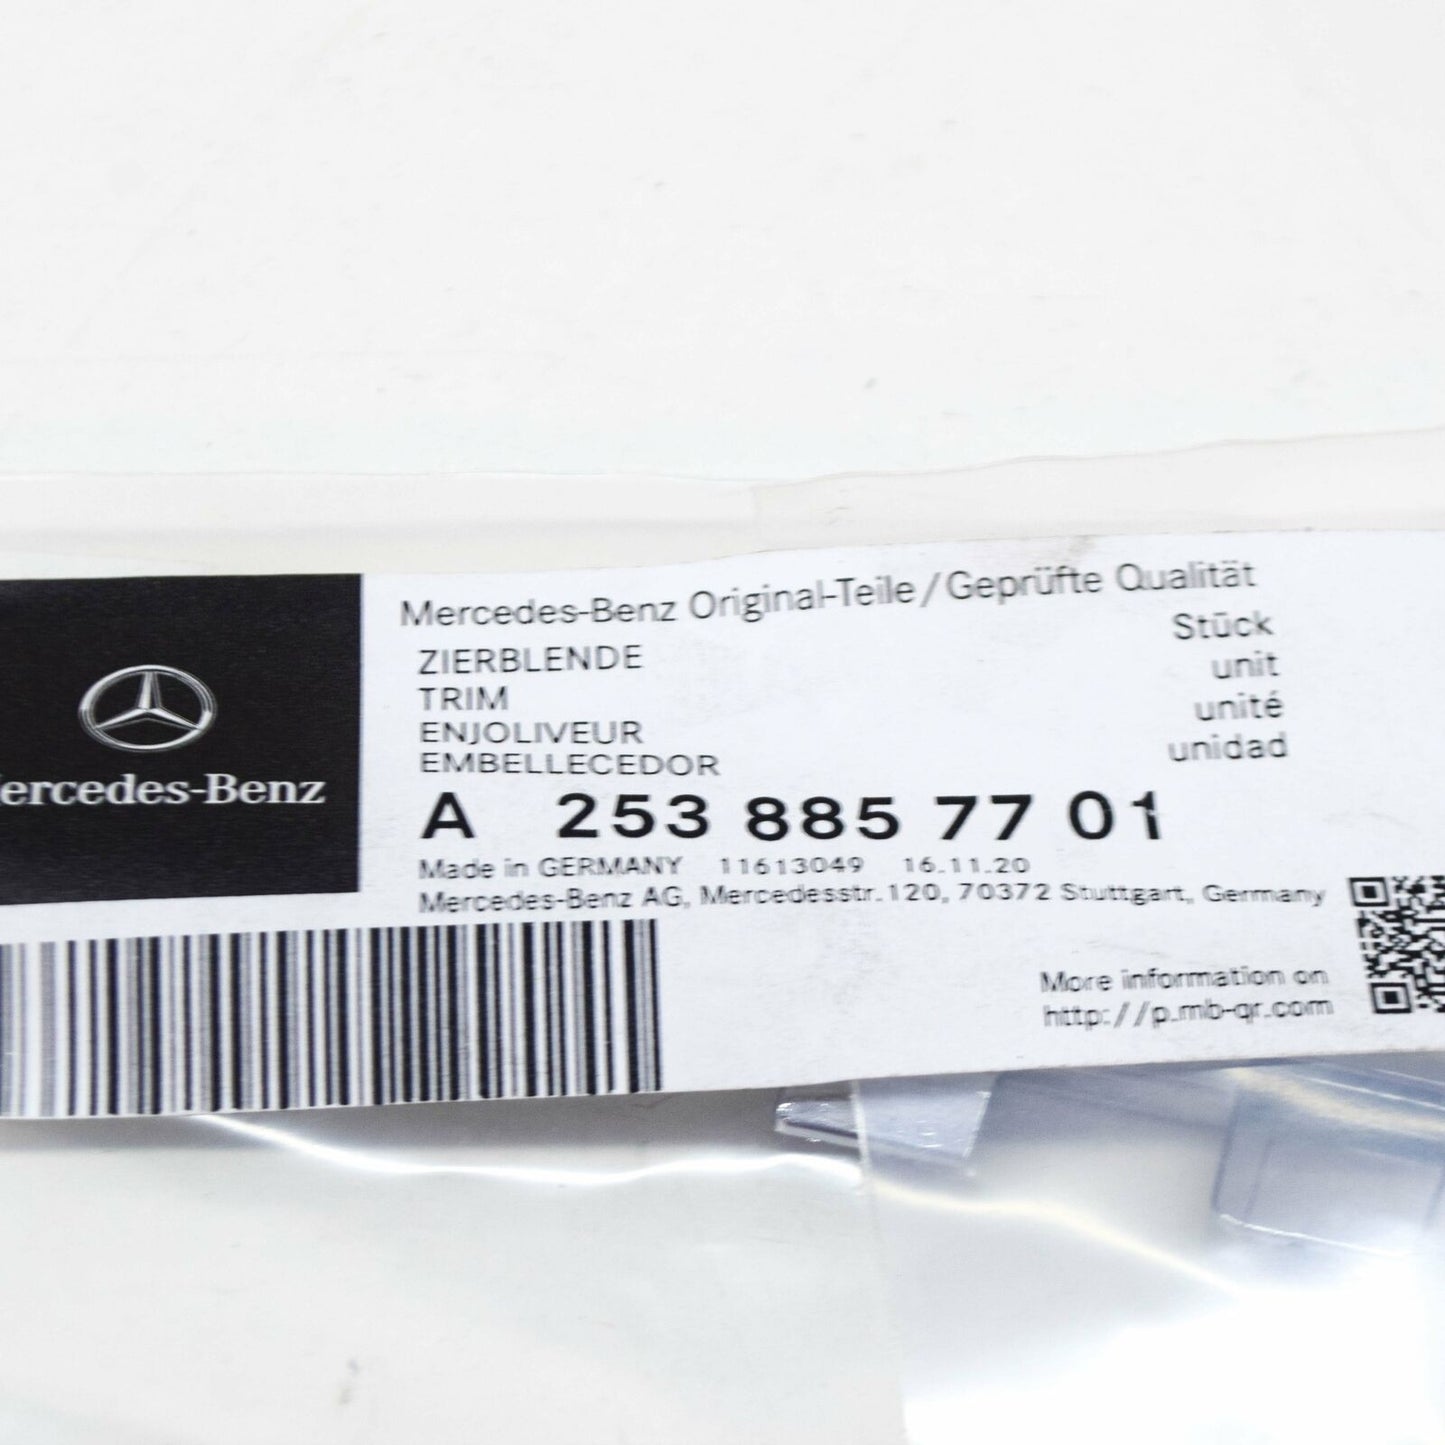 Mercedes-Benz
Mercedes-Benz Original-Teile/Geprüfte Qualität
ZIERBLENDE
TRIM
ENJOLIVEUR
EMBELLECEDOR
Stück
unit
unité
unidad
A 253 885 77 01
Made in GERMANY 11613049 16.11.20
Mercedes-Benz AG, Mercedesstr.120, 70372 Stuttgart, Germany
More information on
http://p.mb-qr.com